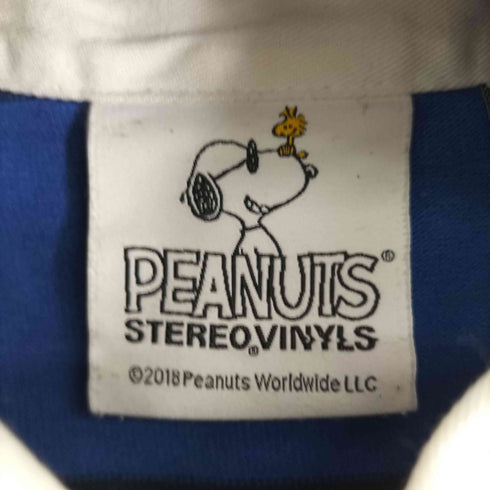 PEANUTS®
STEREO.VINYLS®
©2018 Peanuts Worldwide LLC